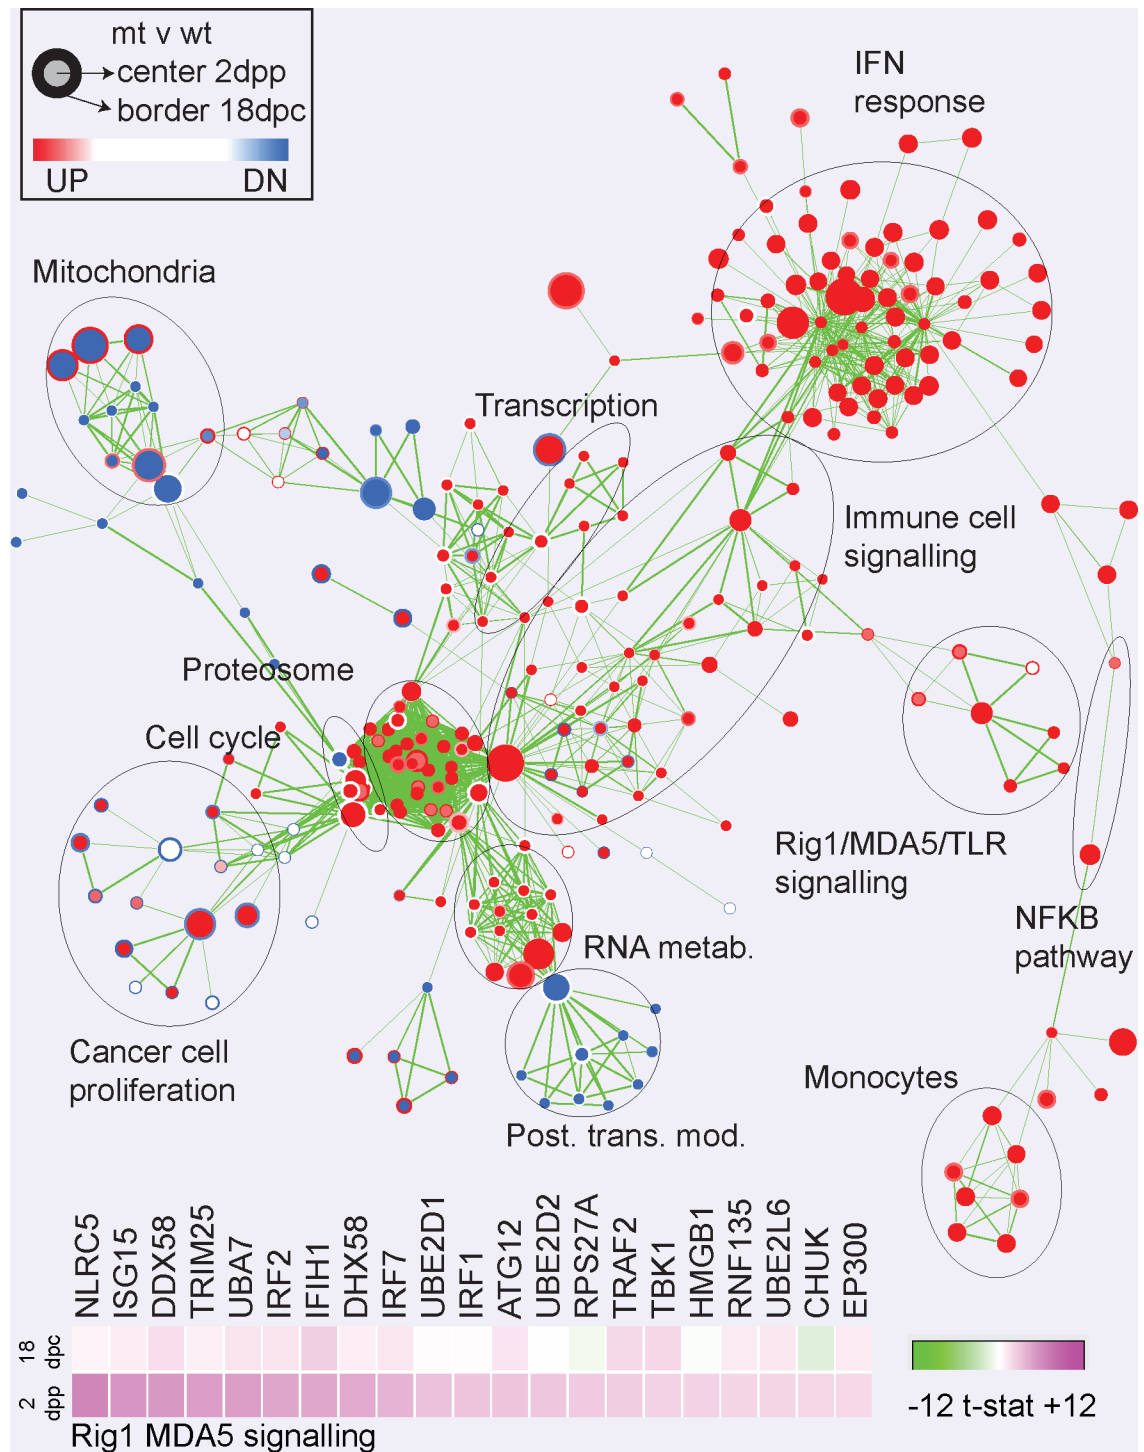 mt v wt
center 2dpp
border 18dpc
UP DN
IFN
response
Mitochondria
Transcription
Immune cell
signalling
Proteosome
Cell cycle
Rig1/MDA5/TLR
signalling
NFKB
pathway
RNA metab.
Cancer cell
proliferation
Monocytes
Post. trans. mod.
NLRC5
ISG15
DDX58
TRIM25
UBA7
IRF2
IFIH1
DHX58
IRF7
UBE2D1
IRF1
ATG12
UBE2D2
RPS27A
TRAF2
TBK1
HMGB1
RNF135
UBE2L6
CHUK
EP300
18
dpc
2
dpp
-12 t-stat +12
Rig1 MDA5 signalling